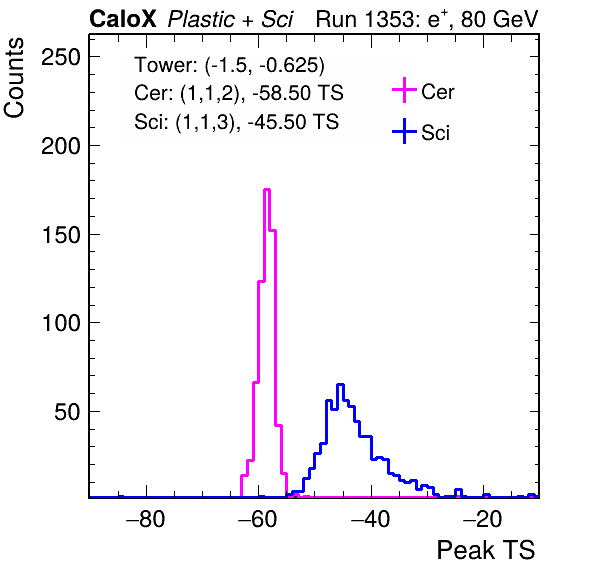 CaloX Plastic + Sci Run 1353: e⁺, 80 GeV
Counts
Tower: (-1.5, -0.625)
Cer: (1,1,2), -58.50 TS
Sci: (1,1,3), -45.50 TS
Cer
Sci
250
200
150
100
50
−80 −60 −40 −20
Peak TS